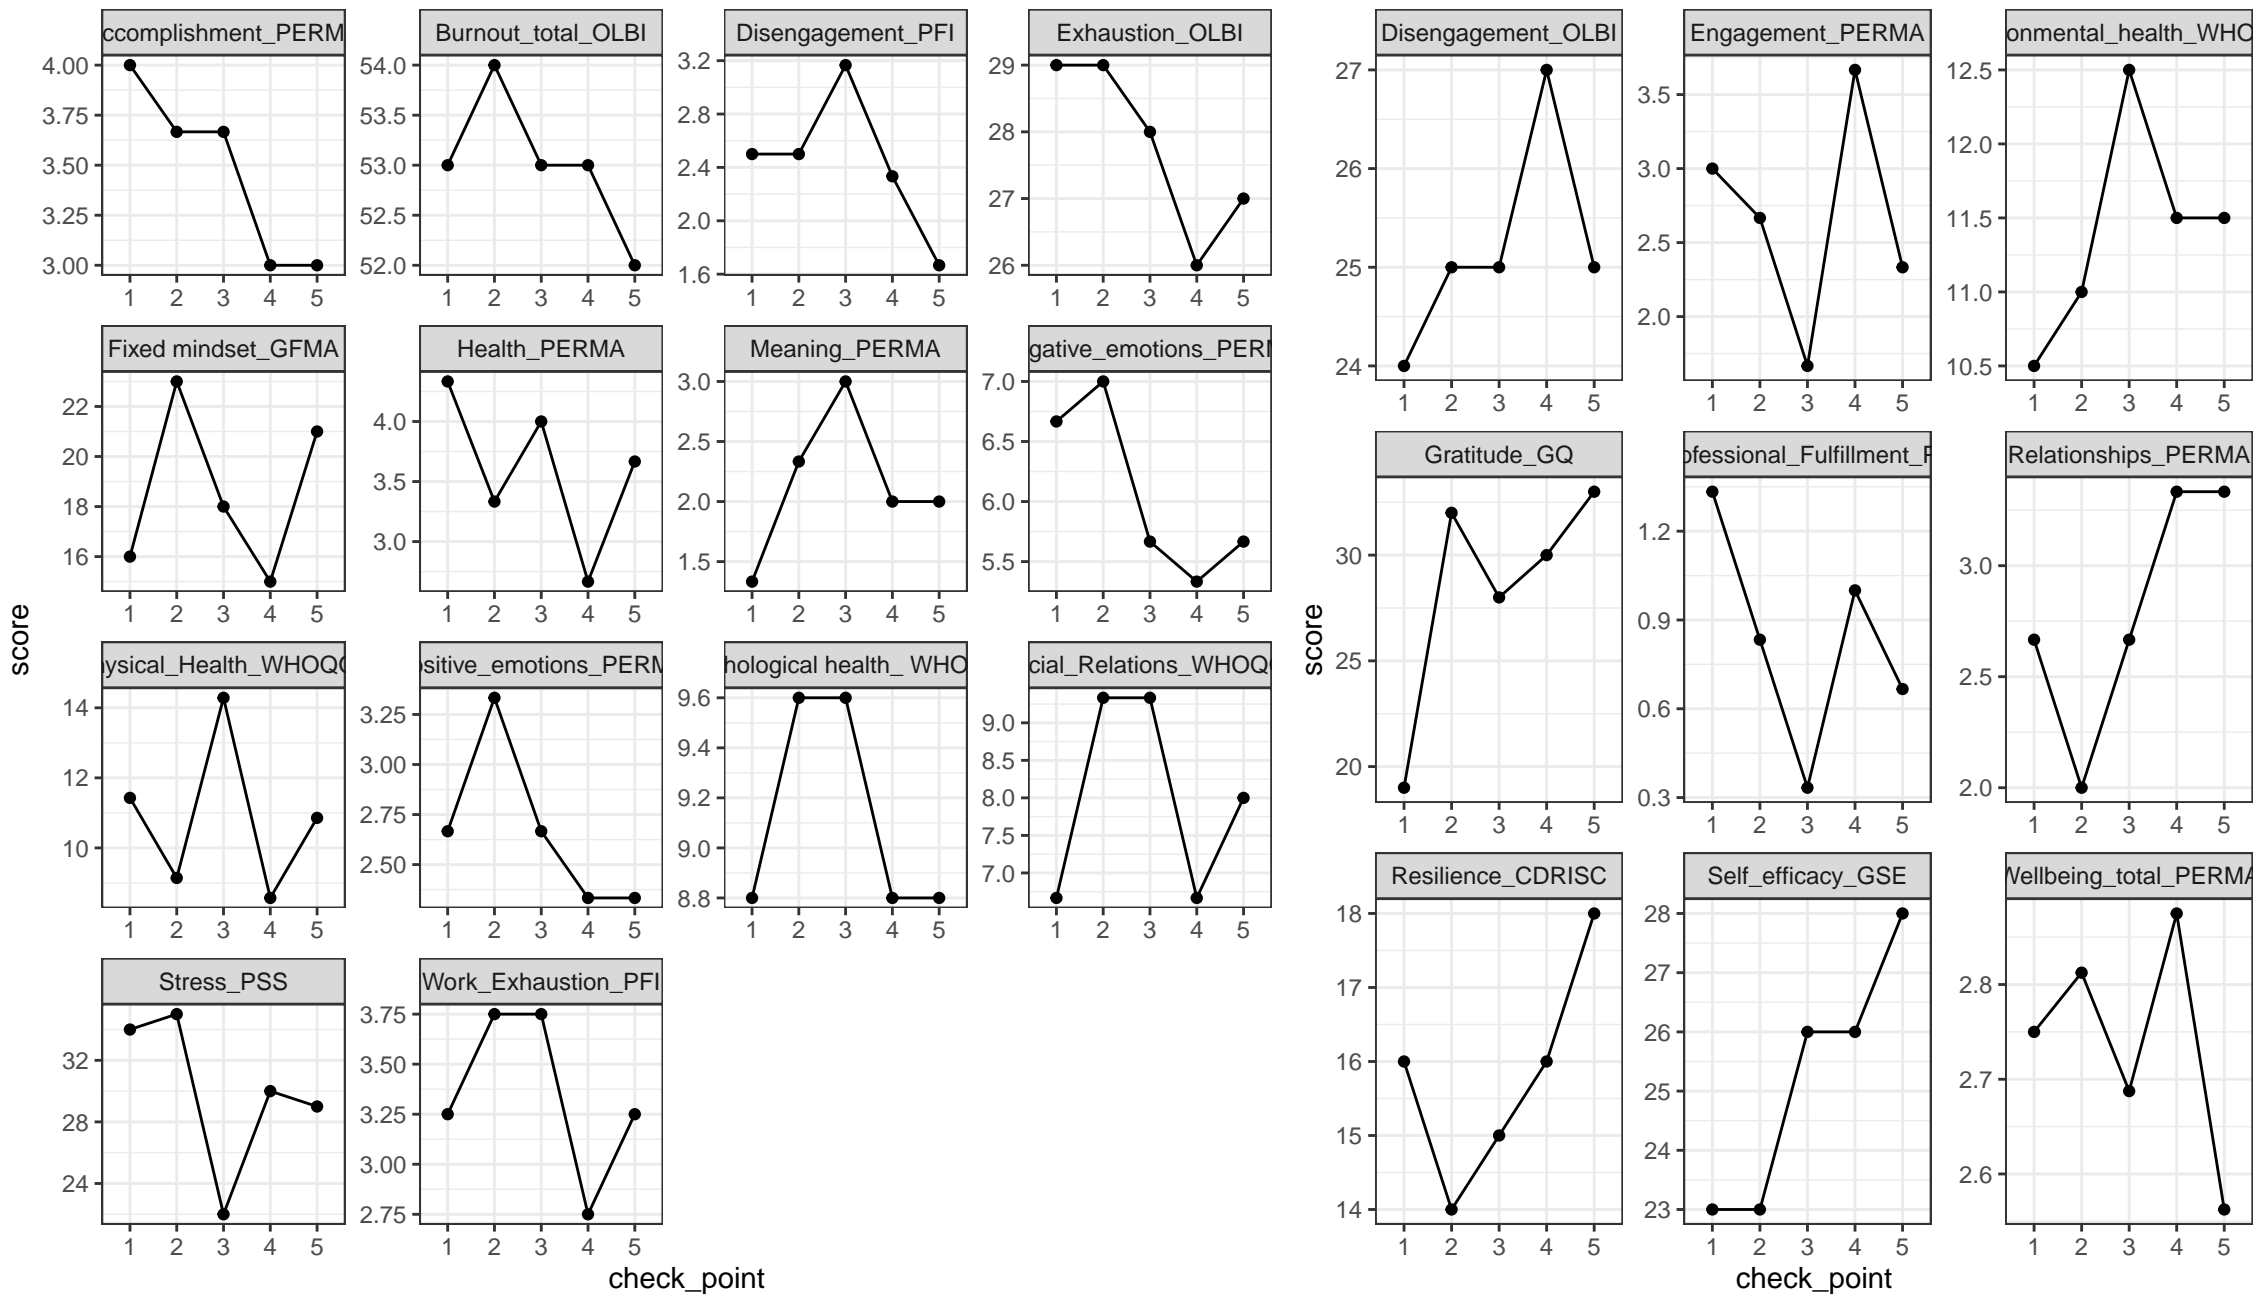 ccomplishment_PERM
Burnout_total_OLBI
Disengagement_PFI
Exhaustion_OLBI
4.00
3.75
3.50
3.25
3.00
54.0
53.5
53.0
52.5
52.0
3.2
2.8
2.4
2.0
1.6
29
28
27
26
1 2 3 4 5
1 2 3 4 5
1 2 3 4 5
1 2 3 4 5
Fixed mindset_GFMA
Health_PERMA
Meaning_PERMA
gative_emotions_PERM
22
20
18
16
4.0
3.5
3.0
3.0
2.5
2.0
1.5
7.0
6.5
6.0
5.5
1 2 3 4 5
1 2 3 4 5
1 2 3 4 5
1 2 3 4 5
score
ysical_Health_WHOQO
ositive_emotions_PERM
hological health_ WHO
cial_Relations_WHOQO
14
12
10
3.25
3.00
2.75
2.50
9.6
9.4
9.2
9.0
8.8
9.0
8.5
8.0
7.5
7.0
1 2 3 4 5
1 2 3 4 5
1 2 3 4 5
1 2 3 4 5
Stress_PSS
Work_Exhaustion_PFI
32
28
24
3.75
3.50
3.25
3.00
2.75
1 2 3 4 5
1 2 3 4 5
check_point
Disengagement_OLBI
Engagement_PERMA
onmental_health_WHO
27
26
25
24
3.5
3.0
2.5
2.0
12.5
12.0
11.5
11.0
10.5
1 2 3 4 5
1 2 3 4 5
1 2 3 4 5
Gratitude_GQ
ofessional_Fulfillment_P
Relationships_PERMA
30
25
20
1.2
0.9
0.6
0.3
3.0
2.5
2.0
1 2 3 4 5
1 2 3 4 5
1 2 3 4 5
score
Resilience_CDRISC
Self_efficacy_GSE
Wellbeing_total_PERMA
18
17
16
15
14
28
27
26
25
24
23
2.8
2.7
2.6
1 2 3 4 5
1 2 3 4 5
1 2 3 4 5
check_point